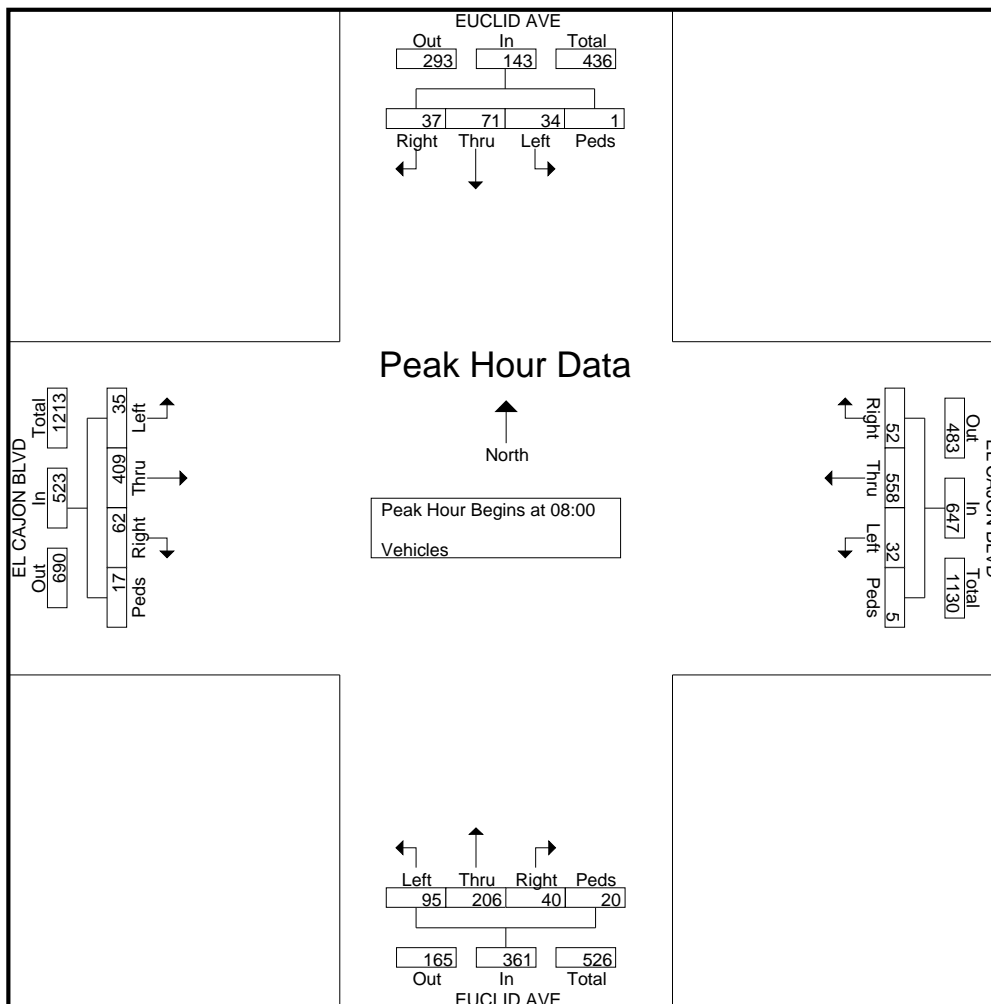 EUCLID AVE
Out In Total
293 143 436
37 71 34 1
Right Thru Left Peds
Peak Hour Data
North
Peak Hour Begins at 08:00
Vehicles
EL CAJON BLVD
Out In Total
690 523 1213
35 409 62 17
Left Thru Right Peds
EL CAJON BLVD
Out In Total
483 647 1130
52 558 32 5
Right Thru Left Peds
Left Thru Right Peds
95 206 40 20
165 361 526
Out In Total
EUCLID AVE